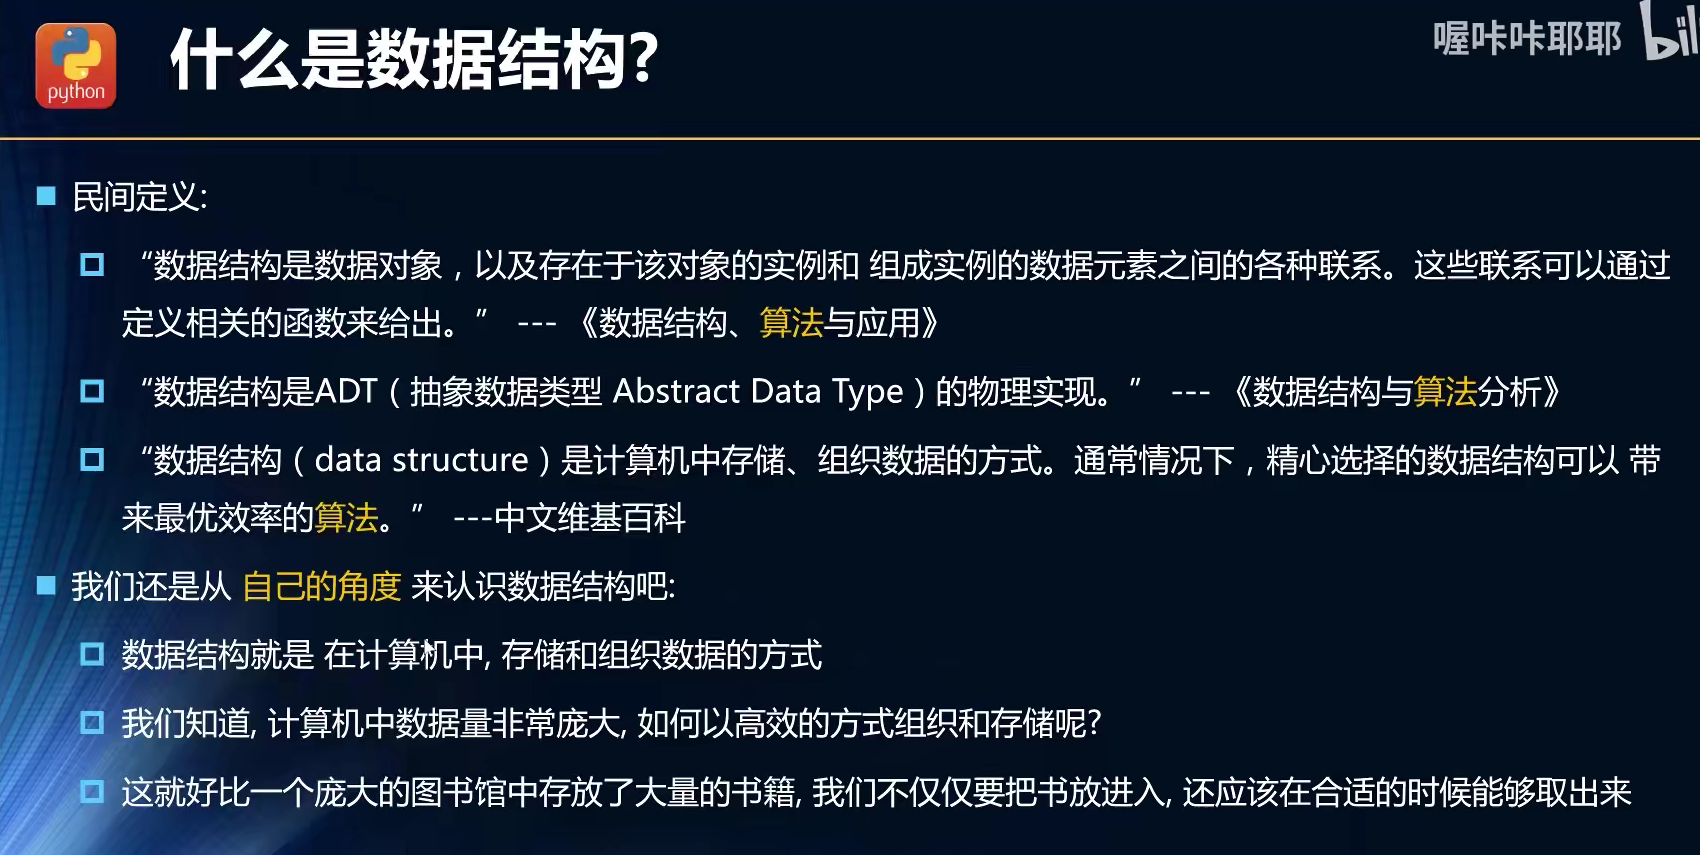 python
什么是数据结构?
喔咔咔耶耶 bil
民间定义:
“数据结构是数据对象，以及存在于该对象的实例和 组成实例的数据元素之间的各种联系。这些联系可以通过
定义相关的函数来给出。” --- 《数据结构、算法与应用》
“数据结构是ADT（抽象数据类型 Abstract Data Type）的物理实现。” --- 《数据结构与算法分析》
“数据结构（data structure）是计算机中存储、组织数据的方式。通常情况下，精心选择的数据结构可以 带
来最优效率的算法。” ---中文维基百科
我们还是从 自己的角度 来认识数据结构吧:
数据结构就是 在计算机中, 存储和组织数据的方式
我们知道, 计算机中数据量非常庞大, 如何以高效的方式组织和存储呢?
这就好比一个庞大的图书馆中存放了大量的书籍, 我们不仅仅要把书放进入, 还应该在合适的时候能够取出来